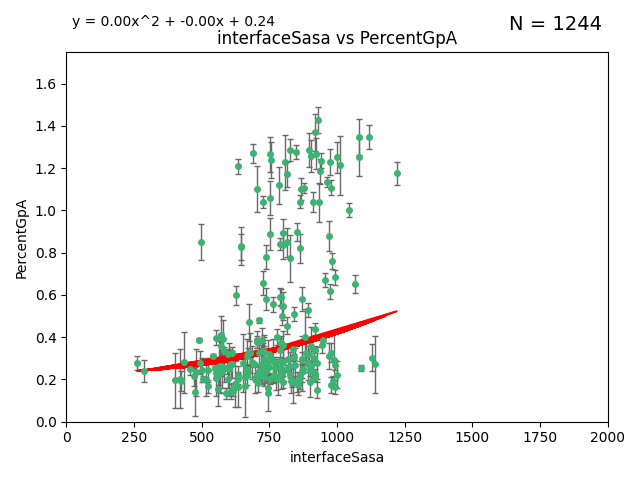 y = 0.00x^2 + -0.00x + 0.24
N = 1244
interfaceSasa vs PercentGpA
PercentGpA
1.6
1.4
1.2
1.0
0.8
0.6
0.4
0.2
0.0
0 250 500 750 1000 1250 1500 1750 2000
interfaceSasa